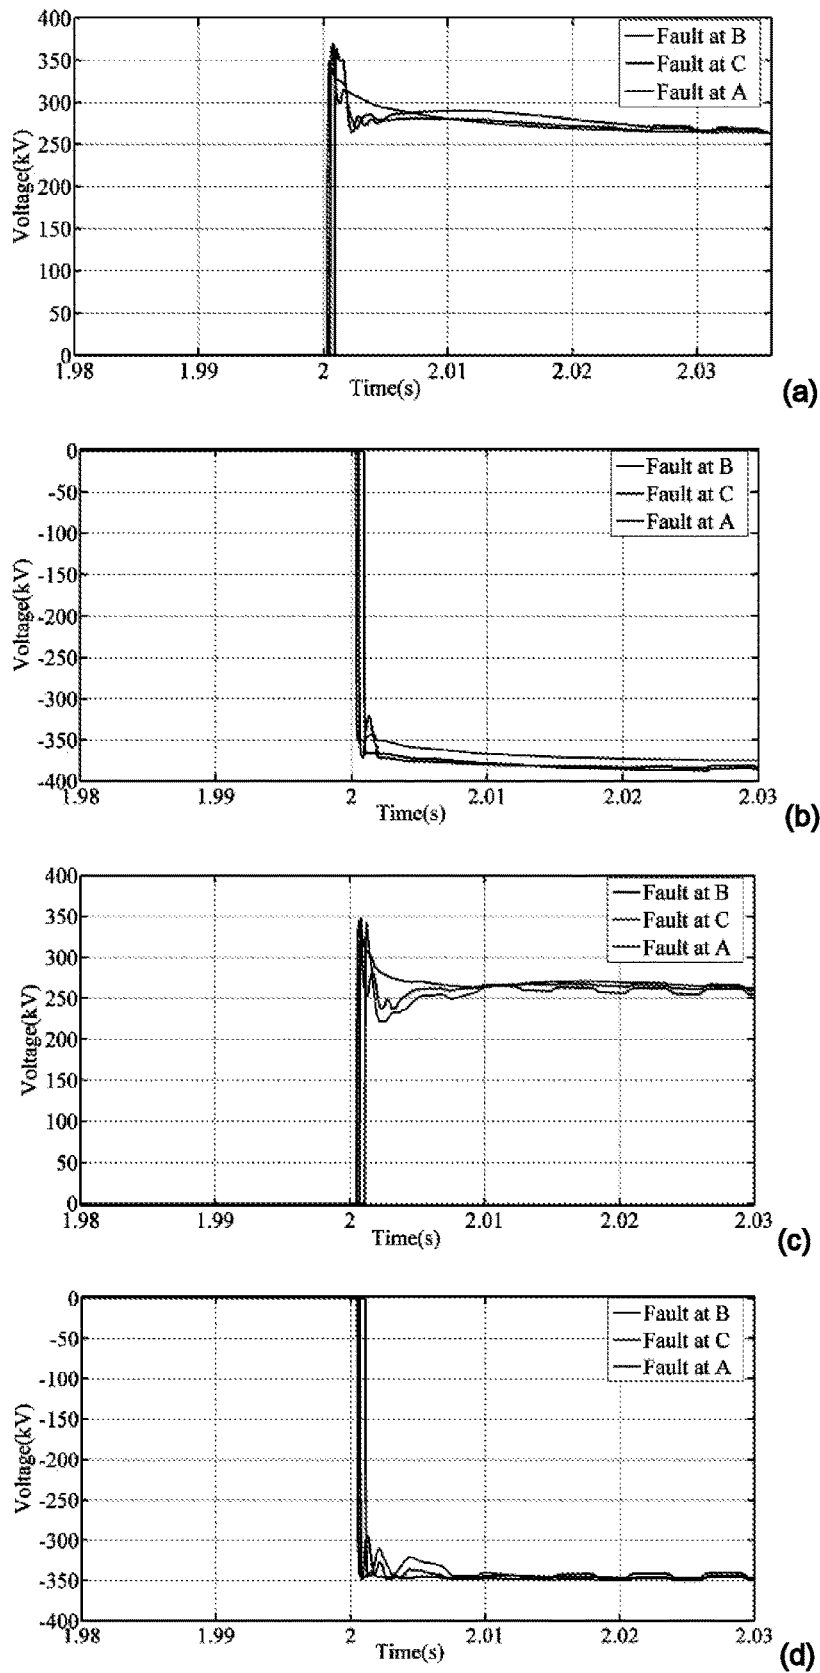 400
350
300
250
200
150
100
50
0
Voltage(kV)
Fault at B
Fault at C
Fault at A
1.98 1.99 2 2.01 2.02 2.03
Time(s)
(a)
0
-50
-100
-150
-200
-250
-300
-350
-400
Voltage(kV)
Fault at B
Fault at C
Fault at A
1.98 1.99 2 2.01 2.02 2.03
Time(s)
(b)
400
350
300
250
200
150
100
50
0
Voltage(kV)
Fault at B
Fault at C
Fault at A
1.98 1.99 2 2.01 2.02 2.03
Time(s)
(c)
0
-50
-100
-150
-200
-250
-300
-350
-400
Voltage(kV)
Fault at B
Fault at C
Fault at A
1.98 1.99 2 2.01 2.02 2.03
Time(s)
(d)